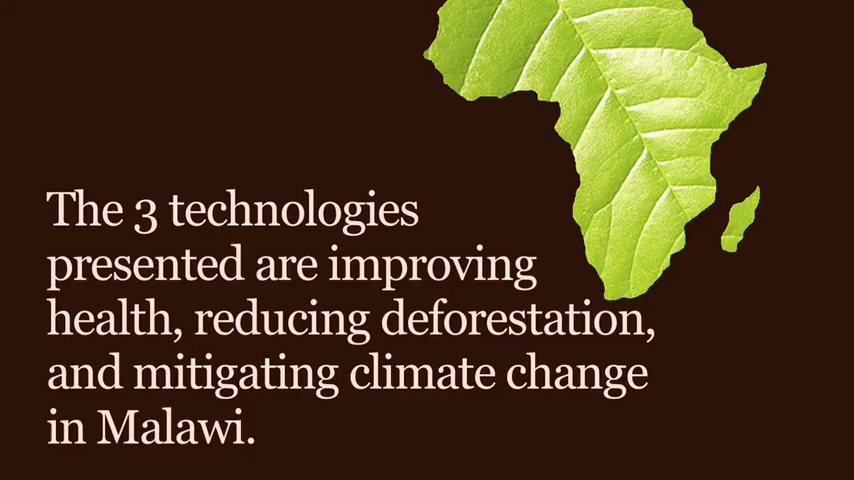 The 3 technologies
presented are improving
health, reducing deforestation,
and mitigating climate change
in Malawi.